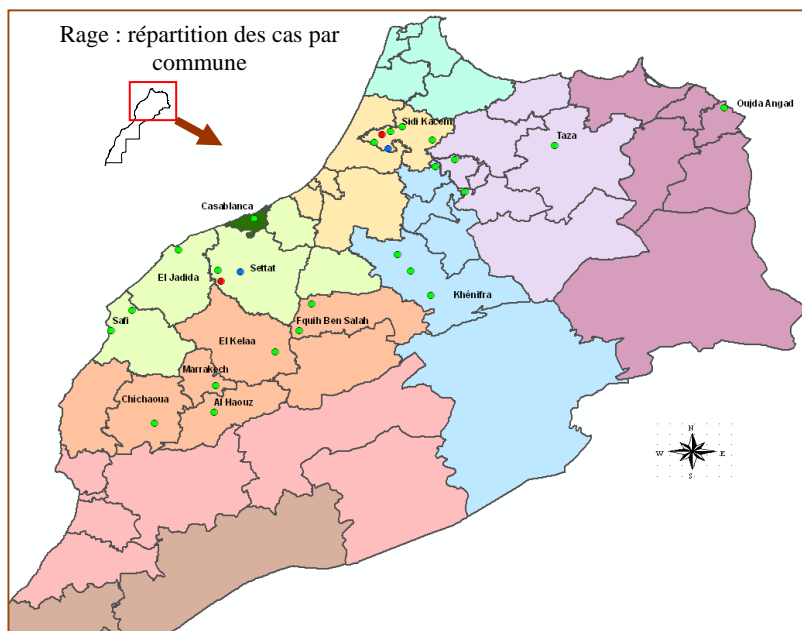 Rage : répartition des cas par
commune
Oujda Angad
Sidi Kacem
Taza
Casablanca
El Jadida
Settat
Khénifra
Safi
Fquih Ben Salah
El Kelaa
Marrakech
Chichaoua
Al Haouz
N
W E
S